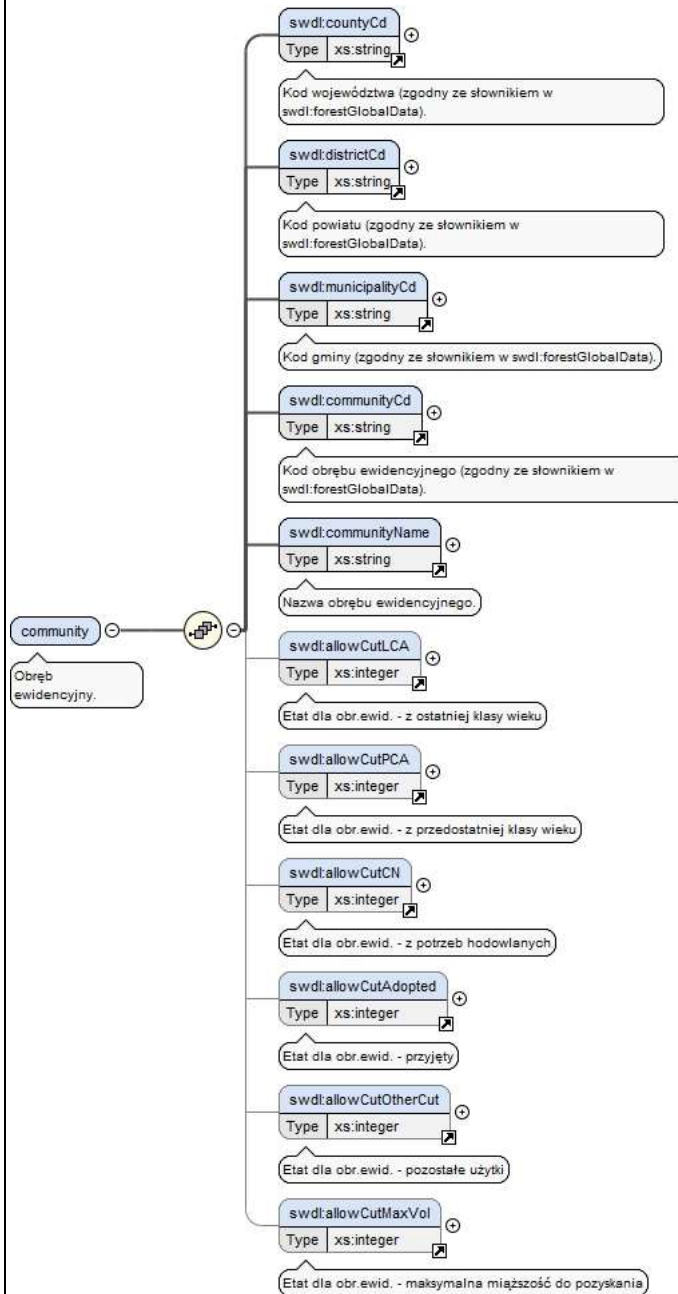 swdl:countyCd
Type xs:string
Kod województwa (zgodny ze słownikiem w
swdl:forestGlobalData).
swdl:districtCd
Type xs:string
Kod powiatu (zgodny ze słownikiem w
swdl:forestGlobalData).
swdl:municipalityCd
Type xs:string
Kod gminy (zgodny ze słownikiem w swdl:forestGlobalData).
swdl:communityCd
Type xs:string
Kod obrębu ewidencyjnego (zgodny ze słownikiem w
swdl:forestGlobalData).
swdl:communityName
Type xs:string
Nazwa obrębu ewidencyjnego.
community
Obręb
ewidencyjny.
swdl:allowCutLCA
Type xs:integer
Etat dla obr.ewid. - z ostatniej klasy wieku
swdl:allowCutPCA
Type xs:integer
Etat dla obr.ewid. - z przedostatniej klasy wieku
swdl:allowCutCN
Type xs:integer
Etat dla obr.ewid. - z potrzeb hodowlanych
swdl:allowCutAdopted
Type xs:integer
Etat dla obr.ewid. - przyjęty
swdl:allowCutOtherCut
Type xs:integer
Etat dla obr.ewid. - pozostałe użytki
swdl:allowCutMaxVol
Type xs:integer
Etat dla obr.ewid. - maksymalna miąższość do pozyskania